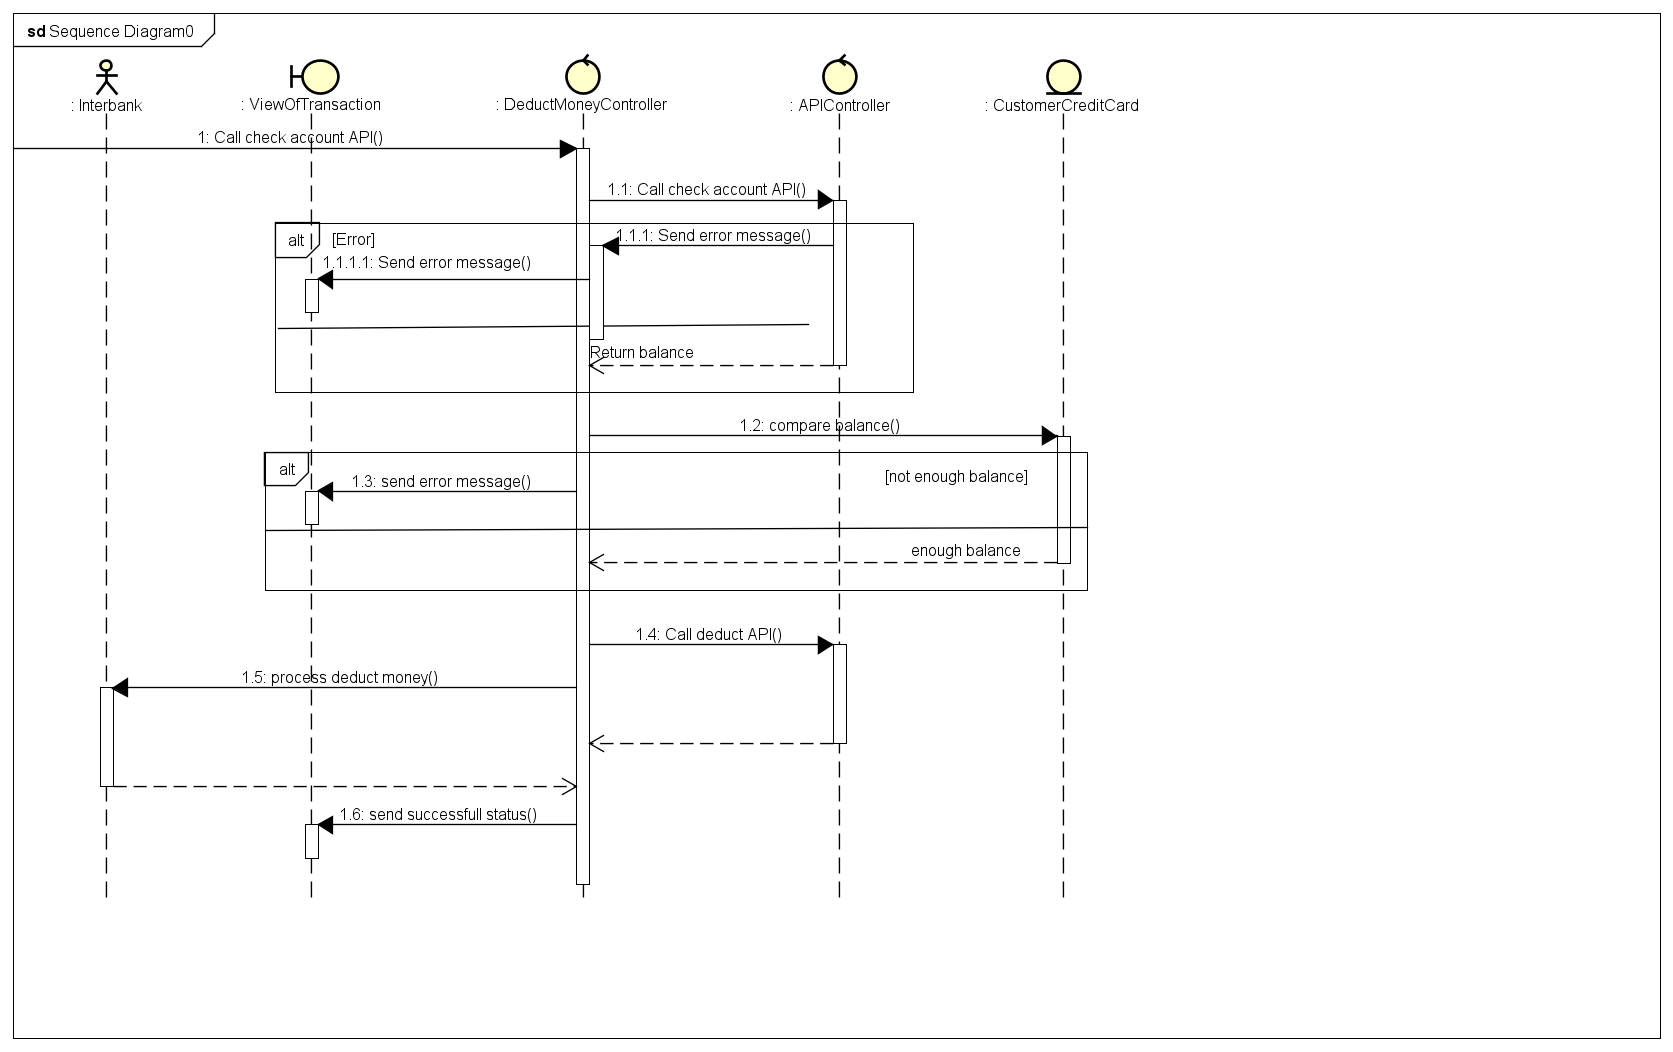 sd Sequence Diagram0
: Interbank
: ViewOfTransaction
: DeductMoneyController
: APIController
: CustomerCreditCard
1: Call check account API()
1.1: Call check account API()
alt
[Error]
1.1.1: Send error message()
1.1.1.1: Send error message()
Return balance
1.2: compare balance()
alt
[not enough balance]
1.3: send error message()
enough balance
1.4: Call deduct API()
1.5: process deduct money()
1.6: send successfull status()